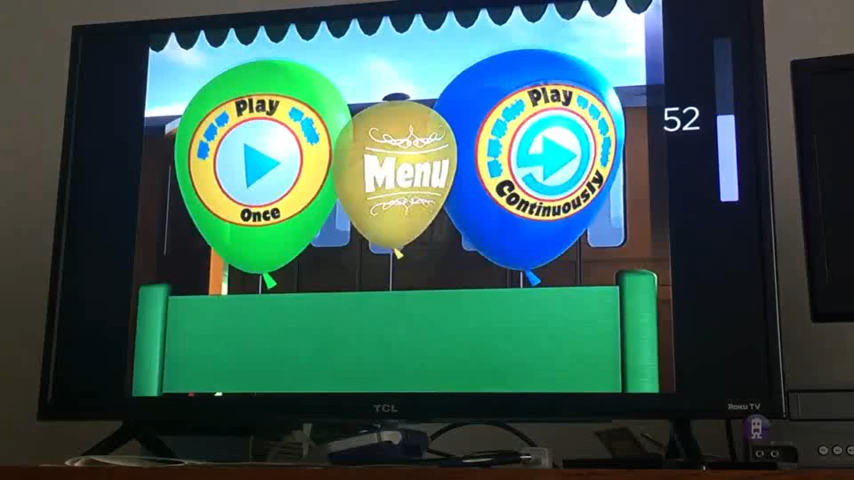 Play
Once
Menu
Play
Continuously
52
TCL
Roku TV